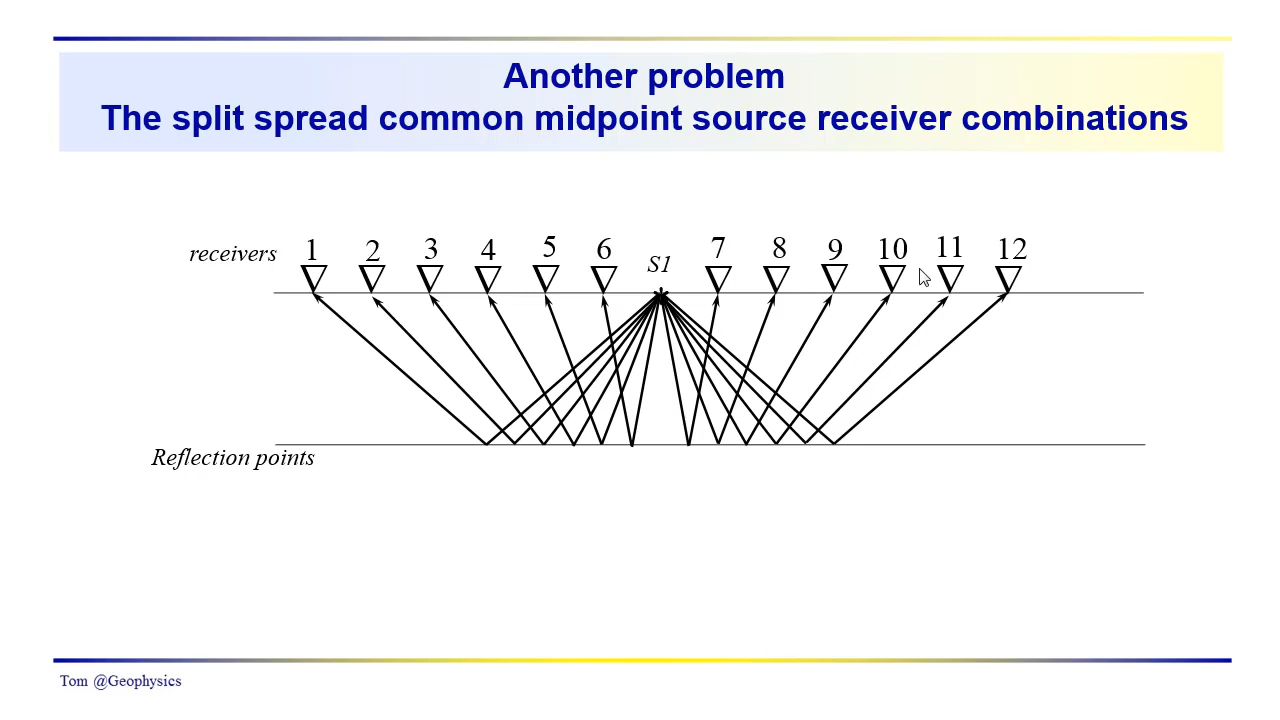 Another problem
The split spread common midpoint source receiver combinations
receivers 1 2 3 4 5 6 S1 7 8 9 10 11 12
Reflection points
Tom @Geophysics